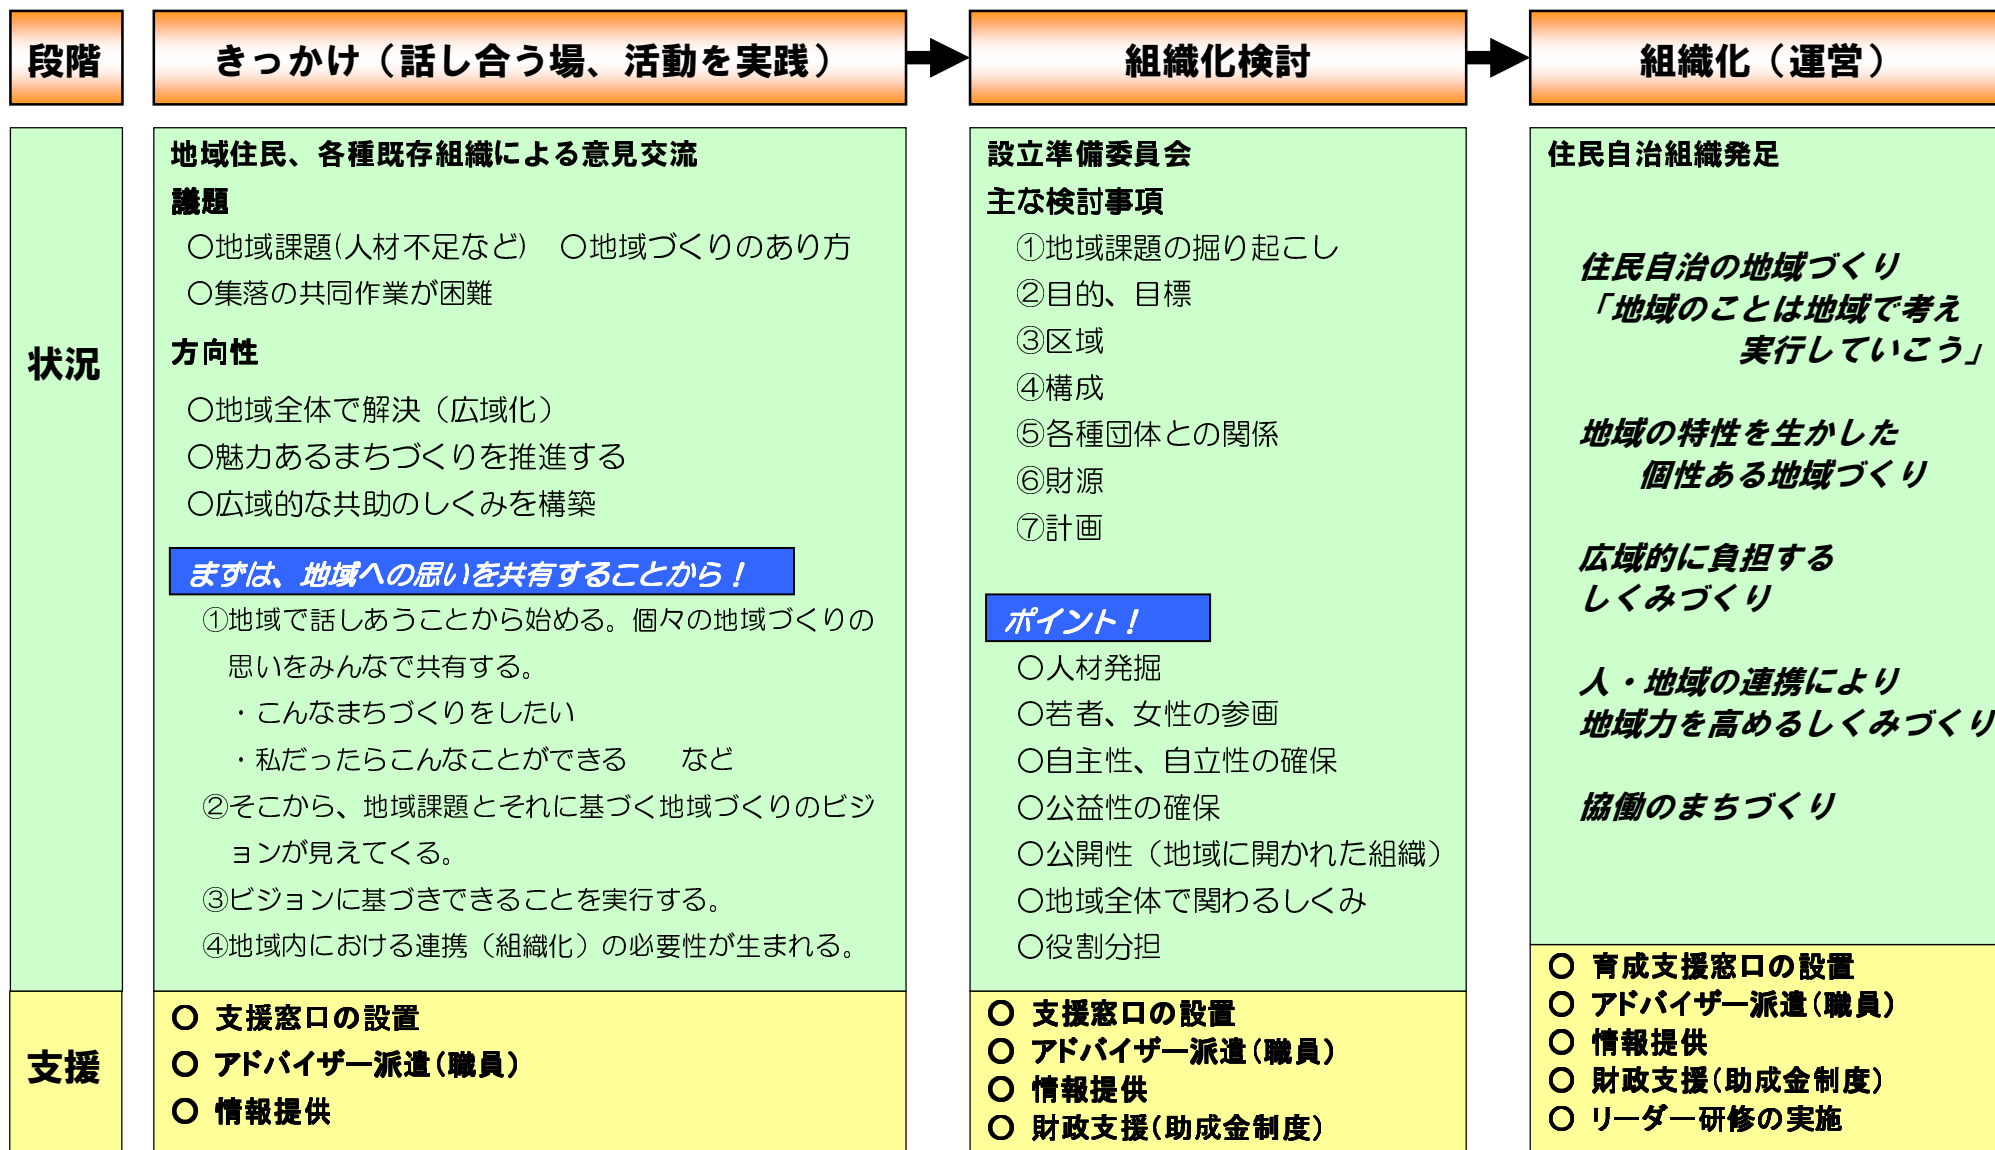 段階
きっかけ（話し合う場、活動を実践）
組織化検討
組織化（運営）
状況
地域住民、各種既存組織による意見交流
議題
○地域課題(人材不足など)　○地域づくりのあり方
○集落の共同作業が困難
方向性
○地域全体で解決（広域化）
○魅力あるまちづくりを推進する
○広域的な共助のしくみを構築
まずは、地域への思いを共有することから！
①地域で話しあうことから始める。個々の地域づくりの
思いをみんなで共有する。
・こんなまちづくりをしたい
・私だったらこんなことができる　　など
②そこから、地域課題とそれに基づく地域づくりのビジ
ョンが見えてくる。
③ビジョンに基づきできることを実行する。
④地域内における連携（組織化）の必要性が生まれる。
設立準備委員会
主な検討事項
①地域課題の掘り起こし
②目的、目標
③区域
④構成
⑤各種団体との関係
⑥財源
⑦計画
ポイント！
○人材発掘
○若者、女性の参画
○自主性、自立性の確保
○公益性の確保
○公開性（地域に開かれた組織）
○地域全体で関わるしくみ
○役割分担
住民自治組織発足
住民自治の地域づくり
「地域のことは地域で考え
実行していこう」
地域の特性を生かした
個性ある地域づくり
広域的に負担する
しくみづくり
人・地域の連携により
地域力を高めるしくみづくり
協働のまちづくり
支援
○ 支援窓口の設置
○ アドバイザー派遣(職員)
○ 情報提供
○ 支援窓口の設置
○ アドバイザー派遣(職員)
○ 情報提供
○ 財政支援(助成金制度)
○ 育成支援窓口の設置
○ アドバイザー派遣(職員)
○ 情報提供
○ 財政支援(助成金制度)
○ リーダー研修の実施